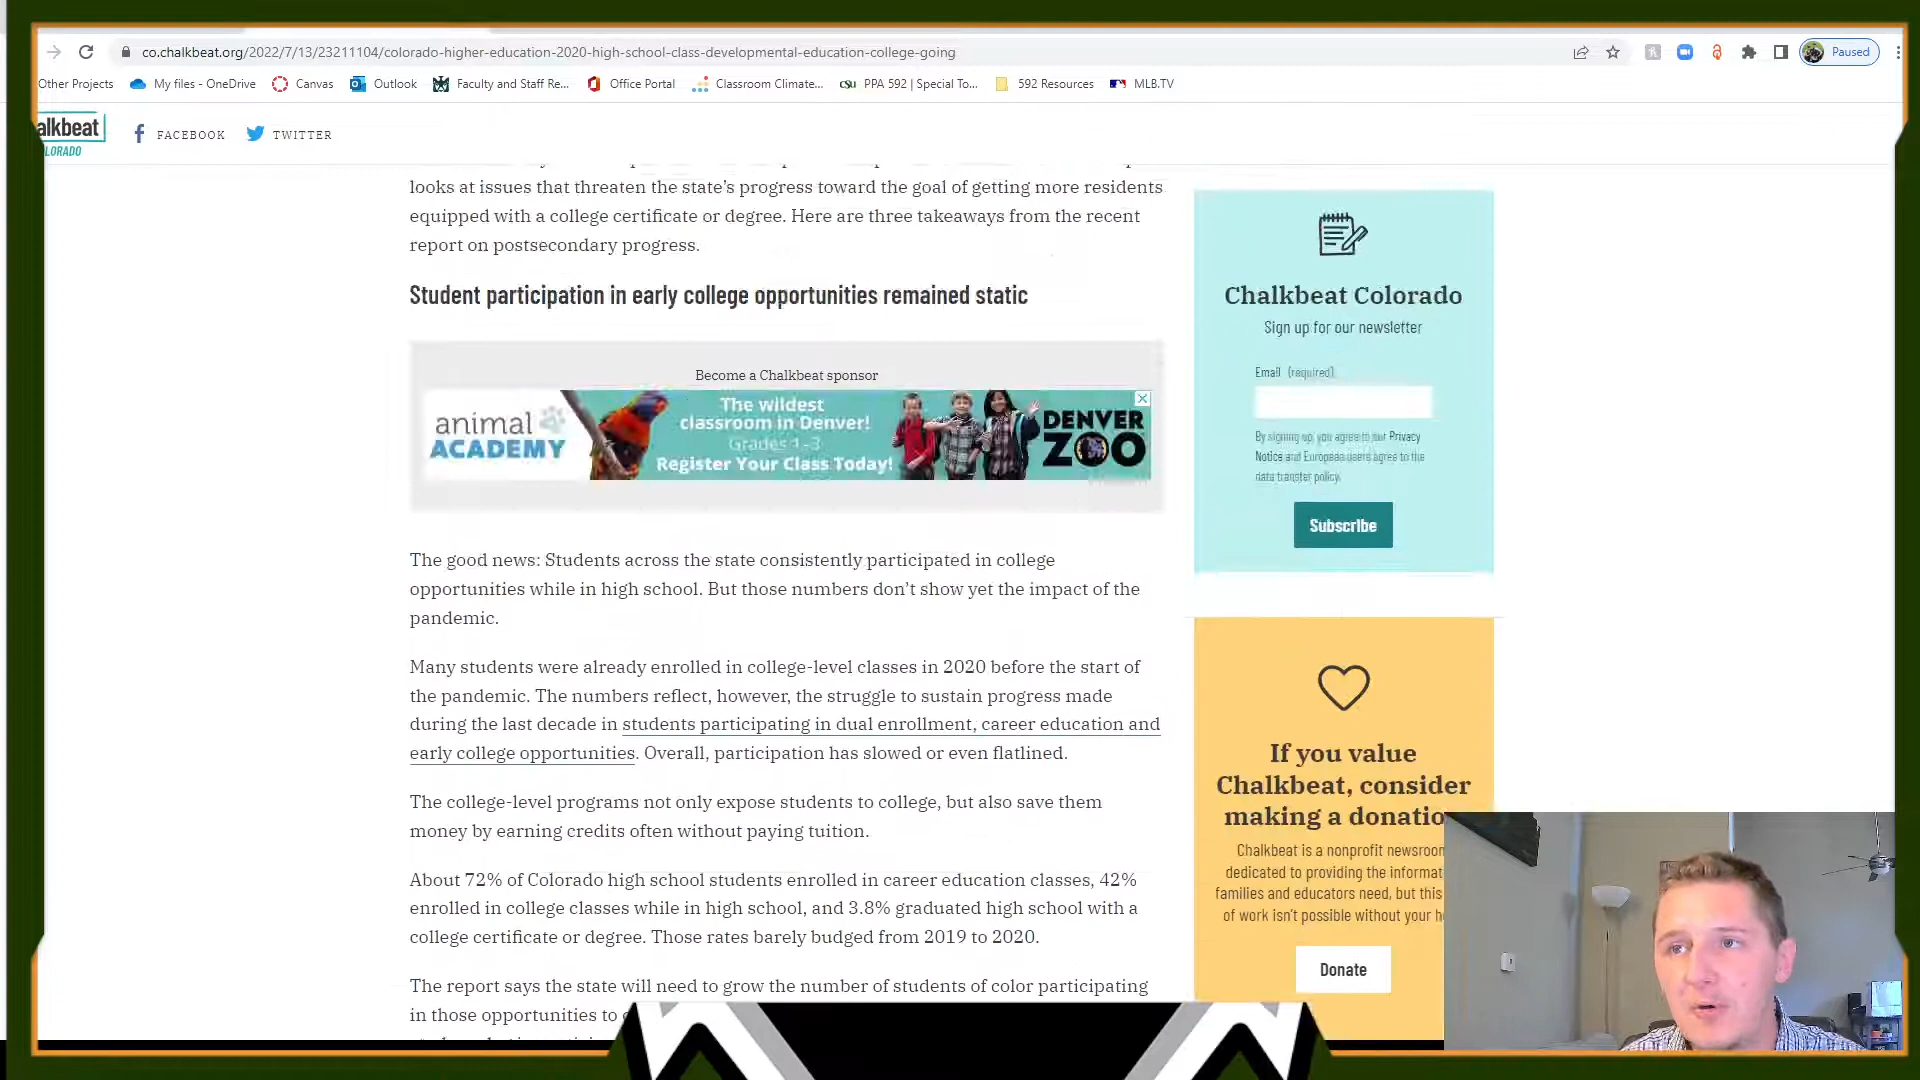 co.chalkbeat.org/2022/7/13/23211104/colorado-higher-education-2020-high-school-class-developmental-education-college-going
Paused
Other Projects
My files - OneDrive
Canvas
Outlook
Faculty and Staff Re...
Office Portal
Classroom Climate...
CSU
PPA 592 | Special To...
592 Resources
MLB.TV
alkbeat
LORADO
FACEBOOK
TWITTER
looks at issues that threaten the state’s progress toward the goal of getting more residents
equipped with a college certificate or degree. Here are three takeaways from the recent
report on postsecondary progress.
Student participation in early college opportunities remained static
Become a Chalkbeat sponsor
animal
ACADEMY
The wildest
classroom in Denver!
Grades 1-3
Register Your Class Today!
DENVER
ZOO
The good news: Students across the state consistently participated in college
opportunities while in high school. But those numbers don’t show yet the impact of the
pandemic.
Many students were already enrolled in college-level classes in 2020 before the start of
the pandemic. The numbers reflect, however, the struggle to sustain progress made
during the last decade in students participating in dual enrollment, career education and
early college opportunities. Overall, participation has slowed or even flatlined.
The college-level programs not only expose students to college, but also save them
money by earning credits often without paying tuition.
About 72% of Colorado high school students enrolled in career education classes, 42%
enrolled in college classes while in high school, and 3.8% graduated high school with a
college certificate or degree. Those rates barely budged from 2019 to 2020.
The report says the state will need to grow the number of students of color participating
in those opportunities to
Chalkbeat Colorado
Sign up for our newsletter
Email (required)
By signing up, you agree to our Privacy
Notice and European users agree to the
data transfer policy.
Subscribe
If you value
Chalkbeat, consider
making a donatio
Chalkbeat is a nonprofit newsroom
dedicated to providing the informat
families and educators need, but this
of work isn’t possible without your h
Donate